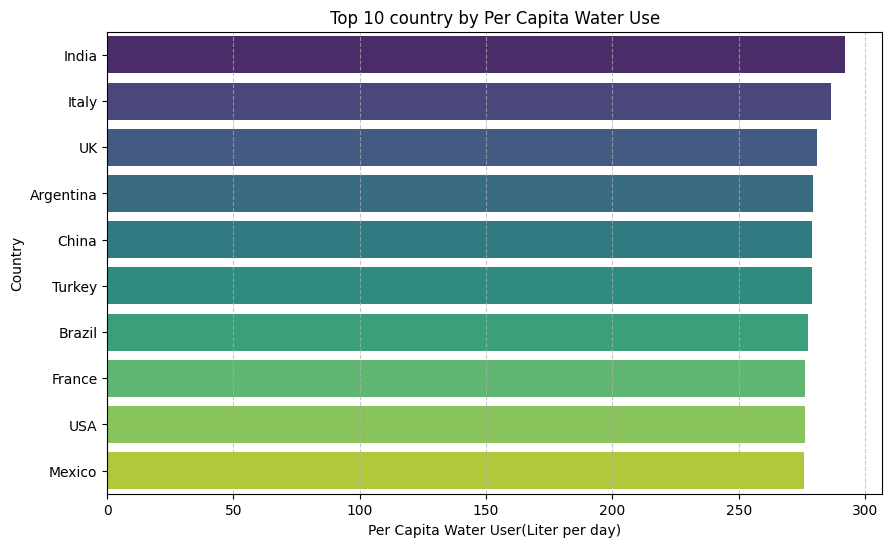 Top 10 country by Per Capita Water Use
Country
India
Italy
UK
Argentina
China
Turkey
Brazil
France
USA
Mexico
0 50 100 150 200 250 300
Per Capita Water User(Liter per day)